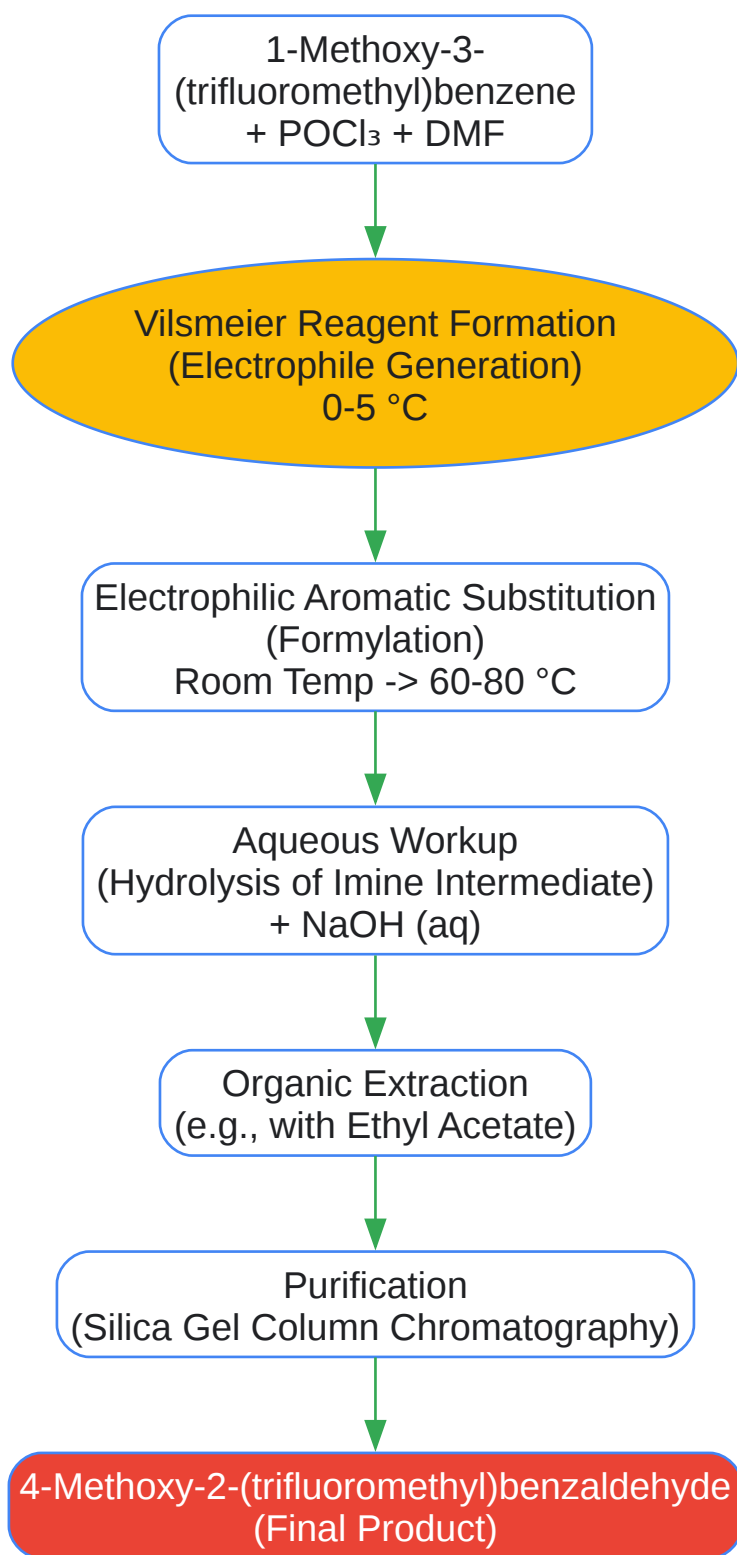 1-Methoxy-3-
(trifluoromethyl)benzene
+ POCl₃ + DMF
Vilsmeier Reagent Formation
(Electrophile Generation)
0-5 °C
Electrophilic Aromatic Substitution
(Formylation)
Room Temp -> 60-80 °C
Aqueous Workup
(Hydrolysis of Imine Intermediate)
+ NaOH (aq)
Organic Extraction
(e.g., with Ethyl Acetate)
Purification
(Silica Gel Column Chromatography)
4-Methoxy-2-(trifluoromethyl)benzaldehyde
(Final Product)